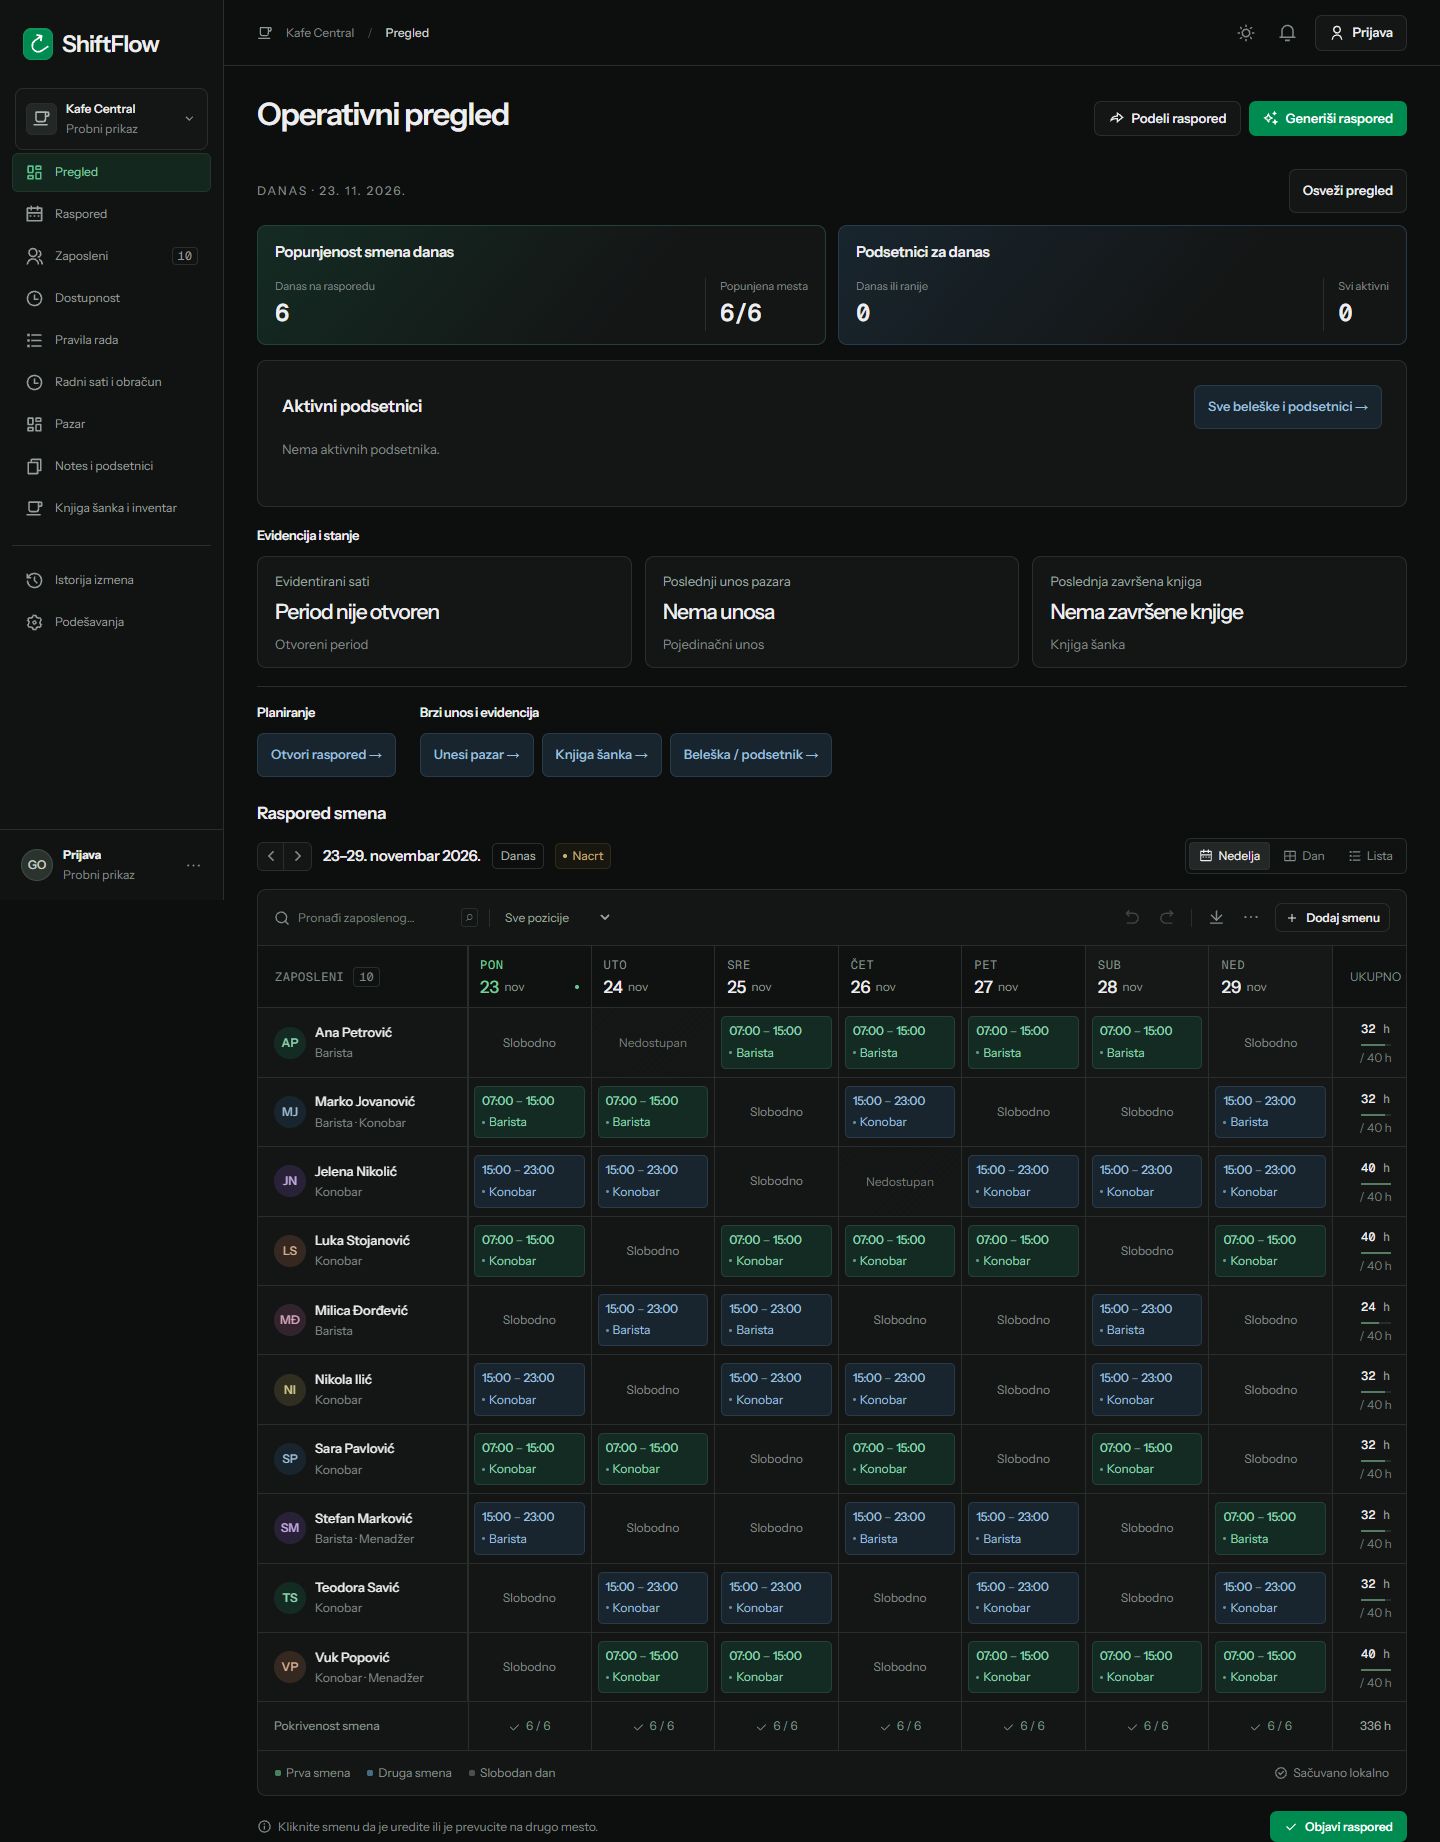 ShiftFlow
Kafe Central
Probni prikaz
Pregled
Raspored
Zaposleni 10
Dostupnost
Pravila rada
Radni sati i obračun
Pazar
Notes i podsetnici
Knjiga šanka i inventar
Istorija izmena
Podešavanja
GO Prijava
Probni prikaz
Kafe Central / Pregled
Prijava
Operativni pregled
Podeli raspored
Generiši raspored
DANAS · 23. 11. 2026.
Osveži pregled
Popunjenost smena danas
Danas na rasporedu
6
Popunjena mesta
6/6
Podsetnici za danas
Danas ili ranije
0
Svi aktivni
0
Aktivni podsetnici
Sve beleške i podsetnici →
Nema aktivnih podsetnika.
Evidencija i stanje
Evidentirani sati
Period nije otvoren
Otvoreni period
Poslednji unos pazara
Nema unosa
Pojedinačni unos
Poslednja završena knjiga
Nema završene knjige
Knjiga šanka
Planiranje
Otvori raspored →
Brzi unos i evidencija
Unesi pazar →
Knjiga šanka →
Beleška / podsetnik →
Raspored smena
23–29. novembar 2026. Danas • Nacrt
Nedelja Dan Lista
Pronađi zaposlenog... Sve pozicije
··· + Dodaj smenu
ZAPOSLENI 10 PON 23 nov UTO 24 nov SRE 25 nov ČET 26 nov PET 27 nov SUB 28 nov NED 29 nov UKUPNO
AP Ana Petrović
Barista
Slobodno
Nedostupan
07:00 – 15:00 • Barista
07:00 – 15:00 • Barista
07:00 – 15:00 • Barista
07:00 – 15:00 • Barista
Slobodno
32 h / 40 h
MJ Marko Jovanović
Barista · Konobar
07:00 – 15:00 • Barista
07:00 – 15:00 • Barista
Slobodno
15:00 – 23:00 • Konobar
Slobodno
Slobodno
15:00 – 23:00 • Barista
32 h / 40 h
JN Jelena Nikolić
Konobar
15:00 – 23:00 • Konobar
15:00 – 23:00 • Konobar
Slobodno
Nedostupan
15:00 – 23:00 • Konobar
15:00 – 23:00 • Konobar
15:00 – 23:00 • Konobar
40 h / 40 h
LS Luka Stojanović
Konobar
07:00 – 15:00 • Konobar
Slobodno
07:00 – 15:00 • Konobar
07:00 – 15:00 • Konobar
07:00 – 15:00 • Konobar
Slobodno
07:00 – 15:00 • Konobar
40 h / 40 h
MĐ Milica Đorđević
Barista
Slobodno
15:00 – 23:00 • Barista
15:00 – 23:00 • Barista
Slobodno
Slobodno
15:00 – 23:00 • Barista
Slobodno
24 h / 40 h
NI Nikola Ilić
Konobar
15:00 – 23:00 • Konobar
Slobodno
15:00 – 23:00 • Konobar
15:00 – 23:00 • Konobar
Slobodno
15:00 – 23:00 • Konobar
Slobodno
32 h / 40 h
SP Sara Pavlović
Konobar
07:00 – 15:00 • Konobar
07:00 – 15:00 • Konobar
Slobodno
07:00 – 15:00 • Konobar
Slobodno
07:00 – 15:00 • Konobar
Slobodno
32 h / 40 h
SM Stefan Marković
Barista · Menadžer
15:00 – 23:00 • Barista
Slobodno
Slobodno
15:00 – 23:00 • Barista
15:00 – 23:00 • Barista
Slobodno
07:00 – 15:00 • Barista
32 h / 40 h
TS Teodora Savić
Konobar
Slobodno
15:00 – 23:00 • Konobar
15:00 – 23:00 • Konobar
Slobodno
15:00 – 23:00 • Konobar
Slobodno
15:00 – 23:00 • Konobar
32 h / 40 h
VP Vuk Popović
Konobar · Menadžer
Slobodno
07:00 – 15:00 • Konobar
07:00 – 15:00 • Konobar
Slobodno
07:00 – 15:00 • Konobar
07:00 – 15:00 • Konobar
07:00 – 15:00 • Konobar
40 h / 40 h
Pokrivenost smena 6 / 6 6 / 6 6 / 6 6 / 6 6 / 6 6 / 6 6 / 6 336 h
Prva smena Druga smena Slobodan dan
Sačuvano lokalno
Kliknite smenu da je uredite ili je prevucite na drugo mesto.
Objavi raspored